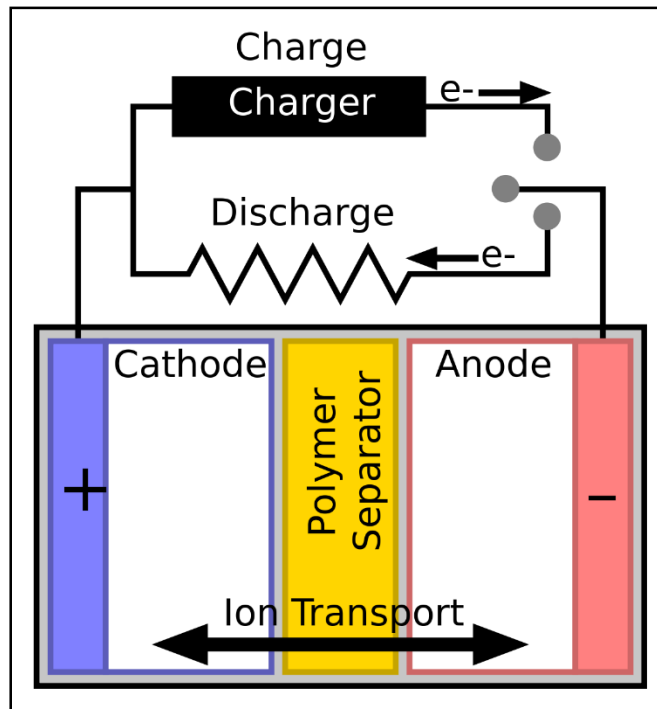 Charge
Charger
e-
Discharge
e-
Cathode
Anode
Polymer
Separator
+
–
Ion Transport